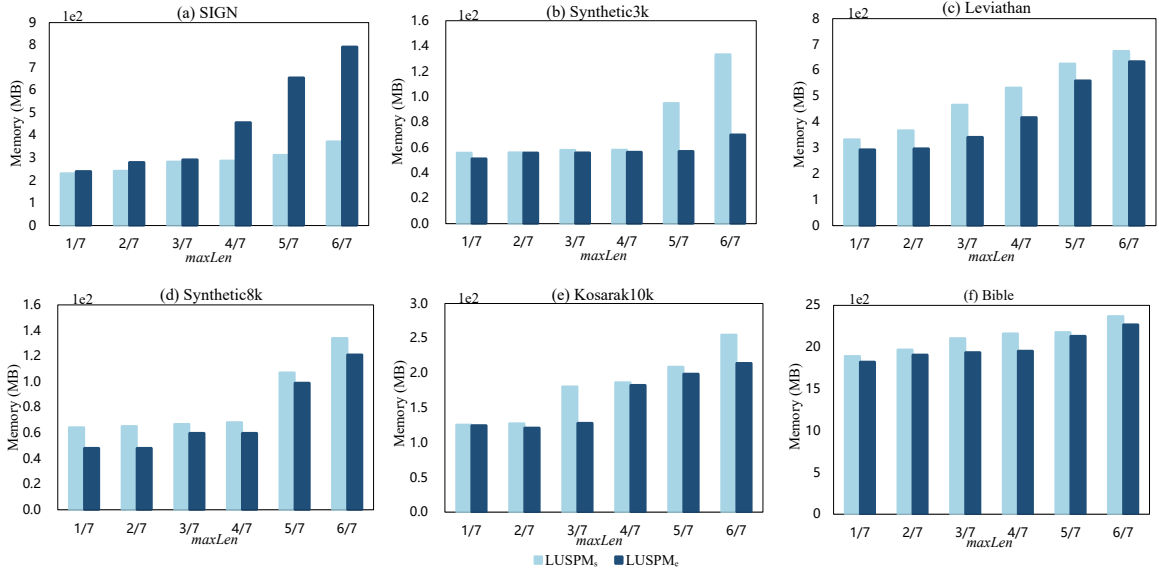 (a) SIGN
1e2
Memory (MB)
9
8
7
6
5
4
3
2
1
0
1/7 2/7 3/7 4/7 5/7 6/7
maxLen
(b) Synthetic3k
1e2
Memory (MB)
1.6
1.4
1.2
1.0
0.8
0.6
0.4
0.2
0.0
1/7 2/7 3/7 4/7 5/7 6/7
maxLen
(c) Leviathan
1e2
Memory (MB)
8
7
6
5
4
3
2
1
0
1/7 2/7 3/7 4/7 5/7 6/7
maxLen
(d) Synthetic8k
1e2
Memory (MB)
1.6
1.4
1.2
1.0
0.8
0.6
0.4
0.2
0.0
1/7 2/7 3/7 4/7 5/7 6/7
maxLen
(e) Kosarak10k
1e2
Memory (MB)
3.0
2.5
2.0
1.5
1.0
0.5
0.0
1/7 2/7 3/7 4/7 5/7 6/7
maxLen
(f) Bible
1e2
Memory (MB)
25
20
15
10
5
0
1/7 2/7 3/7 4/7 5/7 6/7
maxLen
LUSPMₛ LUSPMₑ